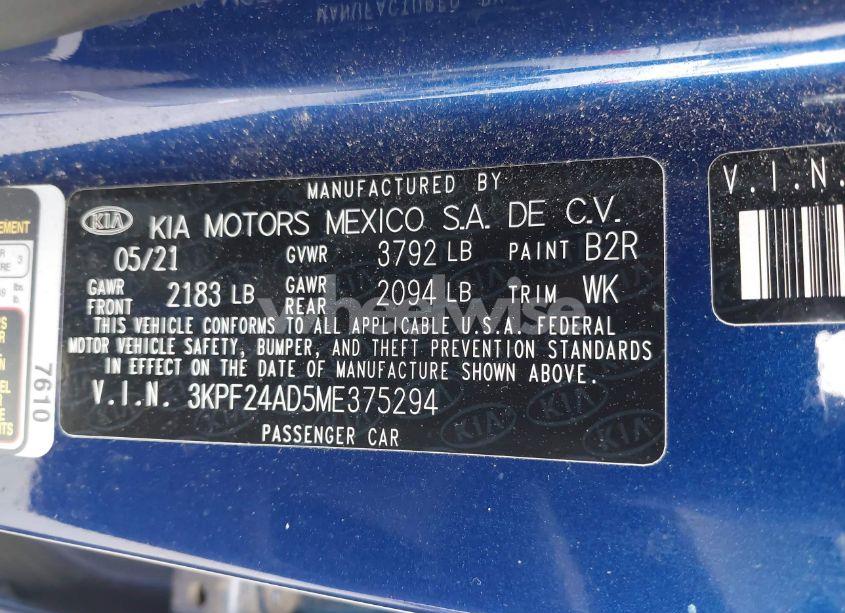 MANUFACTURED BY
KIA KIA MOTORS MEXICO S.A. DE C.V.
05/21 GVWR 3792 LB PAINT B2R
GAWR FRONT 2183 LB GAWR REAR 2094 LB TRIM WK
THIS VEHICLE CONFORMS TO ALL APPLICABLE U.S.A. FEDERAL
MOTOR VEHICLE SAFETY, BUMPER, AND THEFT PREVENTION STANDARDS
IN EFFECT ON THE DATE OF MANUFACTURE SHOWN ABOVE.
V.I.N. 3KPF24AD5ME375294
PASSENGER CAR
7610
V.I.N.
wheelwise